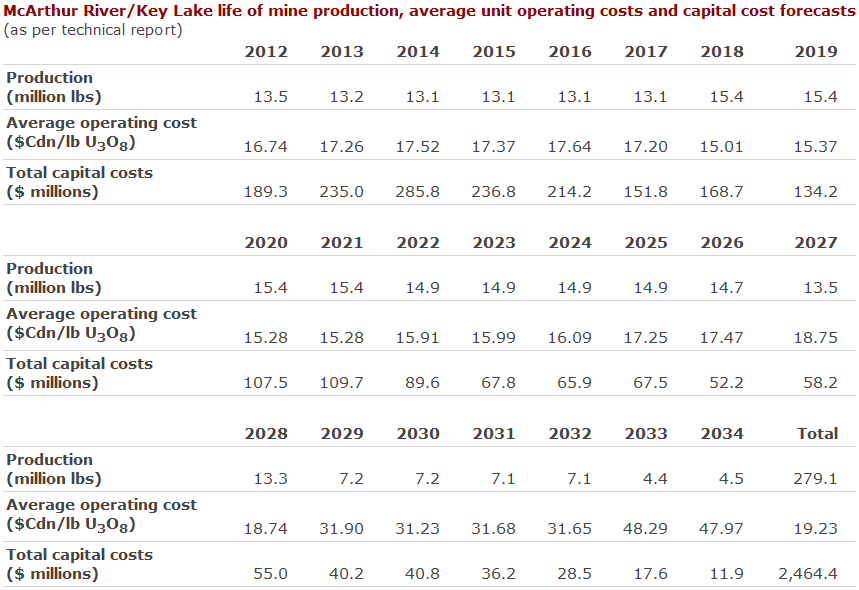 McArthur River/Key Lake life of mine production, average unit operating costs and capital cost forecasts
(as per technical report)
2012 2013 2014 2015 2016 2017 2018 2019
Production
(million lbs) 13.5 13.2 13.1 13.1 13.1 13.1 15.4 15.4
Average operating cost
($Cdn/lb U3O8) 16.74 17.26 17.52 17.37 17.64 17.20 15.01 15.37
Total capital costs
($ millions) 189.3 235.0 285.8 236.8 214.2 151.8 168.7 134.2
2020 2021 2022 2023 2024 2025 2026 2027
Production
(million lbs) 15.4 15.4 14.9 14.9 14.9 14.9 14.7 13.5
Average operating cost
($Cdn/lb U3O8) 15.28 15.28 15.91 15.99 16.09 17.25 17.47 18.75
Total capital costs
($ millions) 107.5 109.7 89.6 67.8 65.9 67.5 52.2 58.2
2028 2029 2030 2031 2032 2033 2034 Total
Production
(million lbs) 13.3 7.2 7.2 7.1 7.1 4.4 4.5 279.1
Average operating cost
($Cdn/lb U3O8) 18.74 31.90 31.23 31.68 31.65 48.29 47.97 19.23
Total capital costs
($ millions) 55.0 40.2 40.8 36.2 28.5 17.6 11.9 2,464.4